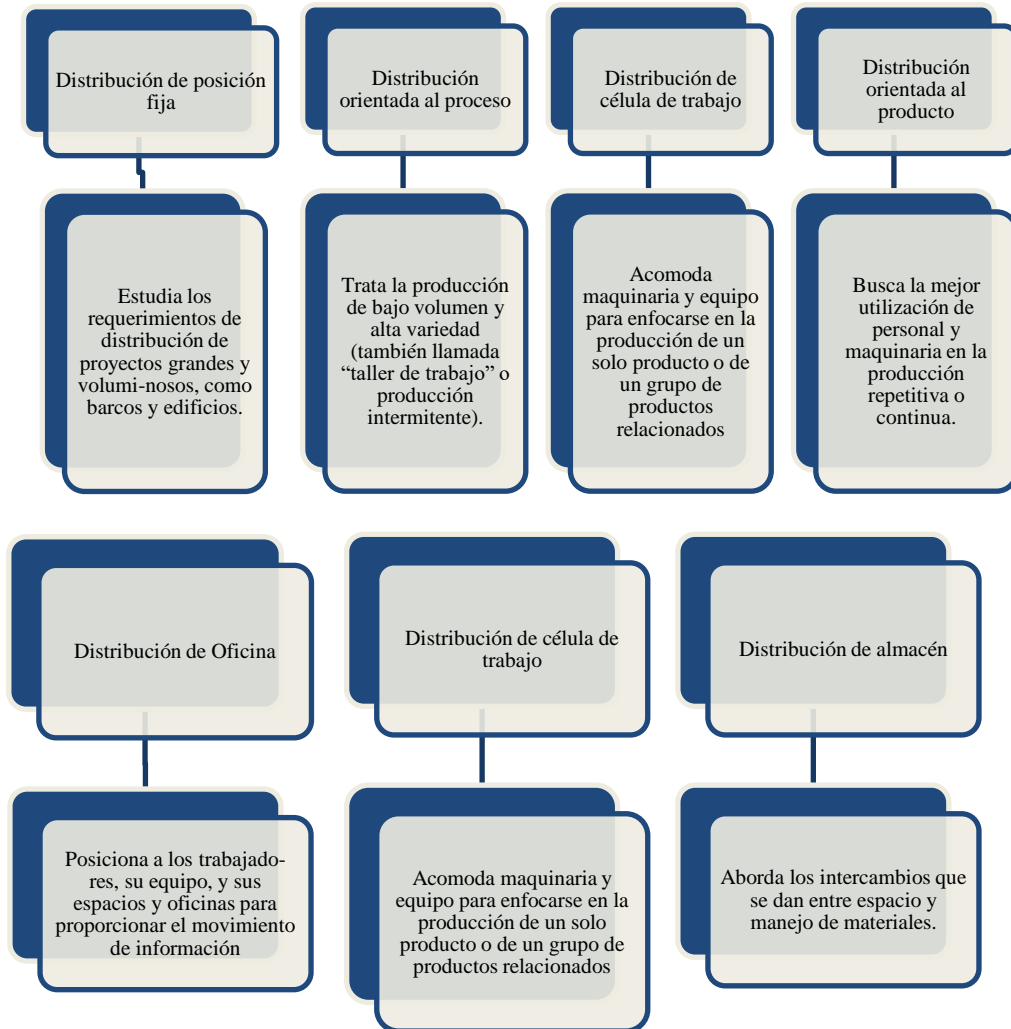 Distribución de posición
fija
Distribución
orientada al proceso
Distribución de
célula de trabajo
Distribución
orientada al
producto
Estudia los
requerimientos de
distribución de
proyectos grandes y
volumi-nosos, como
barcos y edificios.
Trata la producción
de bajo volumen y
alta variedad
(también llamada
“taller de trabajo” o
producción
intermitente).
Acomoda
maquinaria y equipo
para enfocarse en la
producción de un
solo producto o de
un grupo de
productos
relacionados
Busca la mejor
utilización de
personal y
maquinaria en la
producción
repetitiva o
continua.
Distribución de Oficina
Distribución de célula de
trabajo
Distribución de almacén
Posiciona a los trabajado-
res, su equipo, y sus
espacios y oficinas para
proporcionar el movimiento
de información
Acomoda maquinaria y
equipo para enfocarse en la
producción de un solo
producto o de un grupo de
productos relacionados
Aborda los intercambios que
se dan entre espacio y
manejo de materiales.